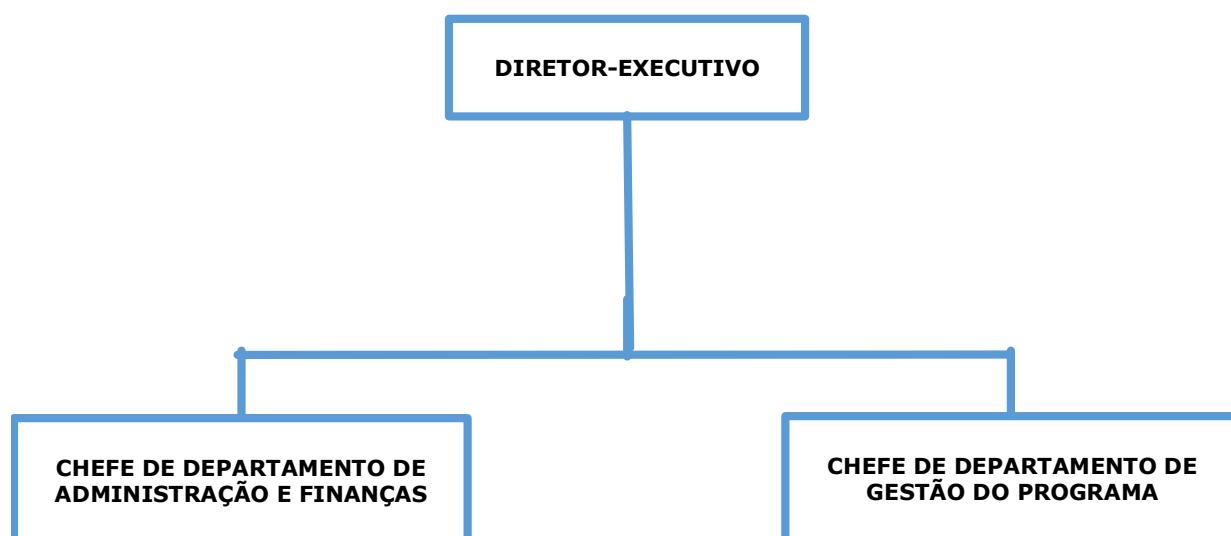 DIRETOR-EXECUTIVO
CHEFE DE DEPARTAMENTO DE
ADMINISTRAÇÃO E FINANÇAS
CHEFE DE DEPARTAMENTO DE
GESTÃO DO PROGRAMA